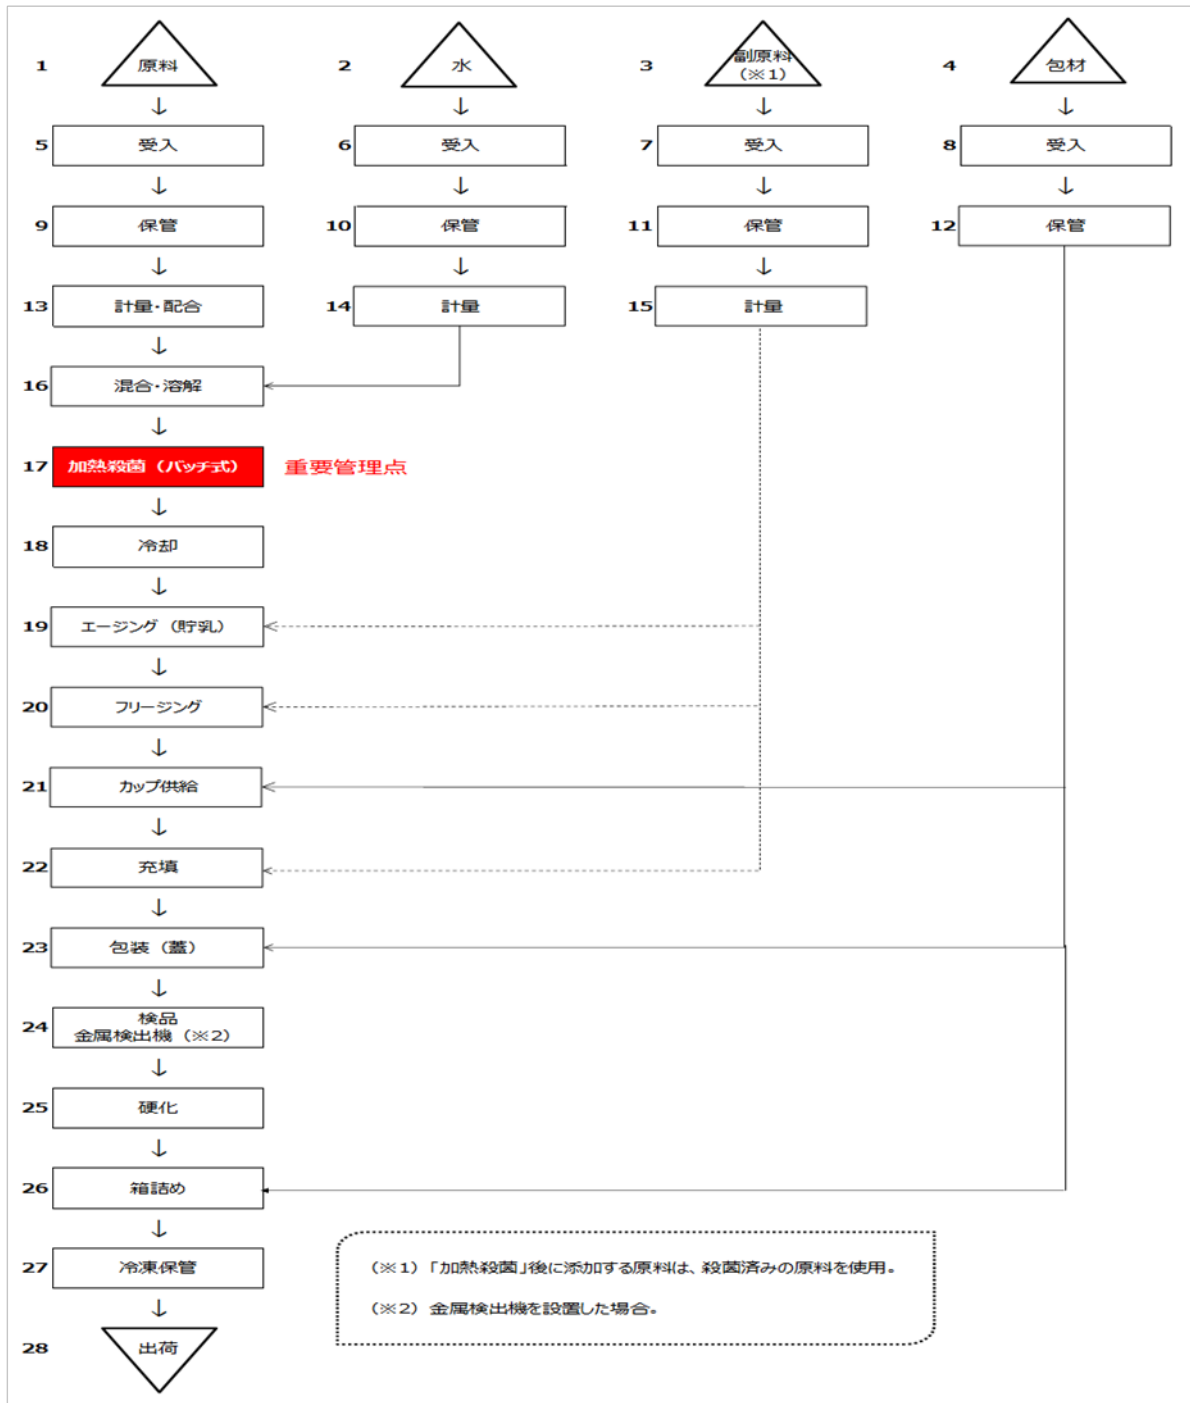 1 原料
2 水
3 副原料
(※1)
4 包材
↓ ↓ ↓ ↓
5 受入
6 受入
7 受入
8 受入
↓ ↓ ↓ ↓
9 保管
10 保管
11 保管
12 保管
↓ ↓ ↓
13 計量・配合
14 計量
15 計量
↓
16 混合・溶解
↓
17 加熱殺菌（バッチ式） 重要管理点
↓
18 冷却
↓
19 エージング（貯乳）
↓
20 フリージング
↓
21 カップ供給
↓
22 充填
↓
23 包装（蓋）
↓
24 検品
金属検出機（※2）
↓
25 硬化
↓
26 箱詰め
↓
27 冷凍保管
↓
28 出荷
(※1)「加熱殺菌」後に添加する原料は、殺菌済みの原料を使用。
(※2) 金属検出機を設置した場合。